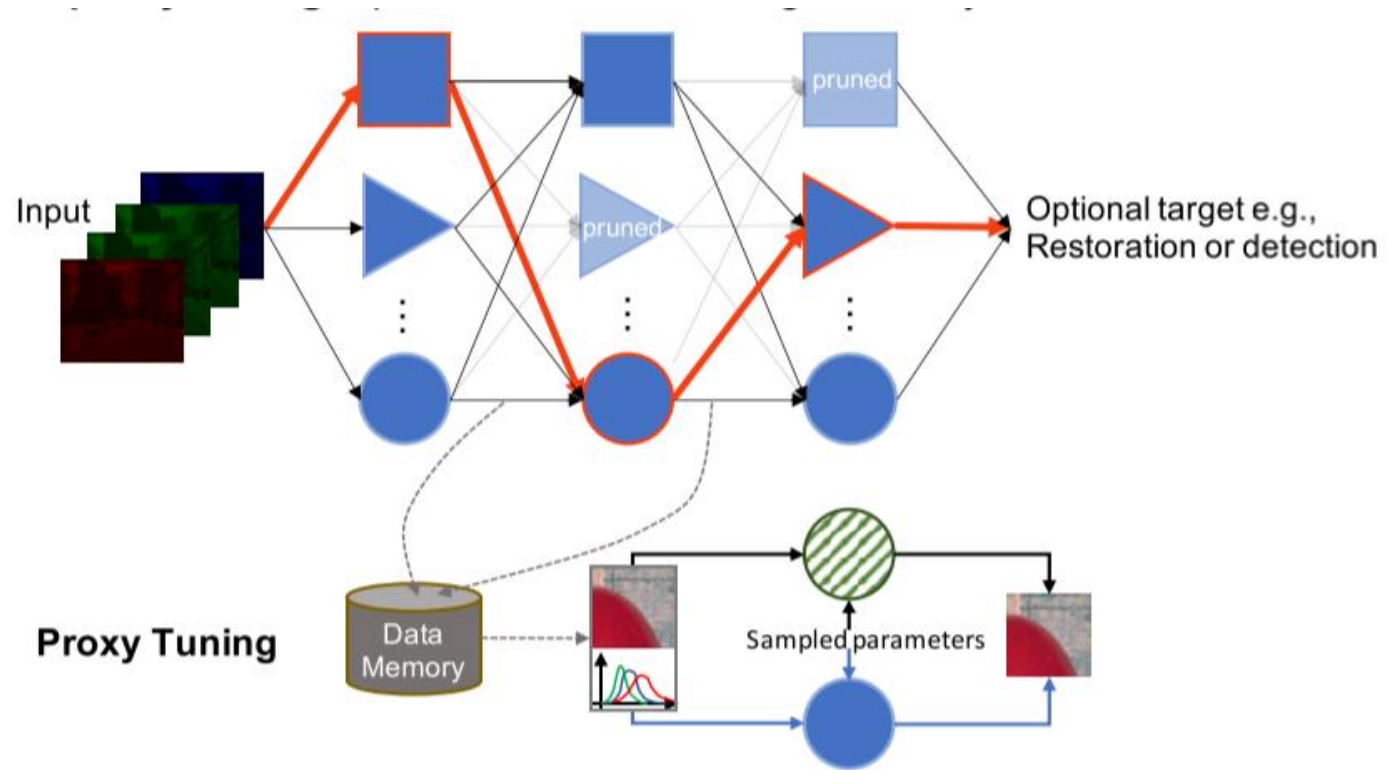 pruned
Input
pruned
Optional target e.g.,
Restoration or detection
Proxy Tuning
Data
Memory
Sampled parameters